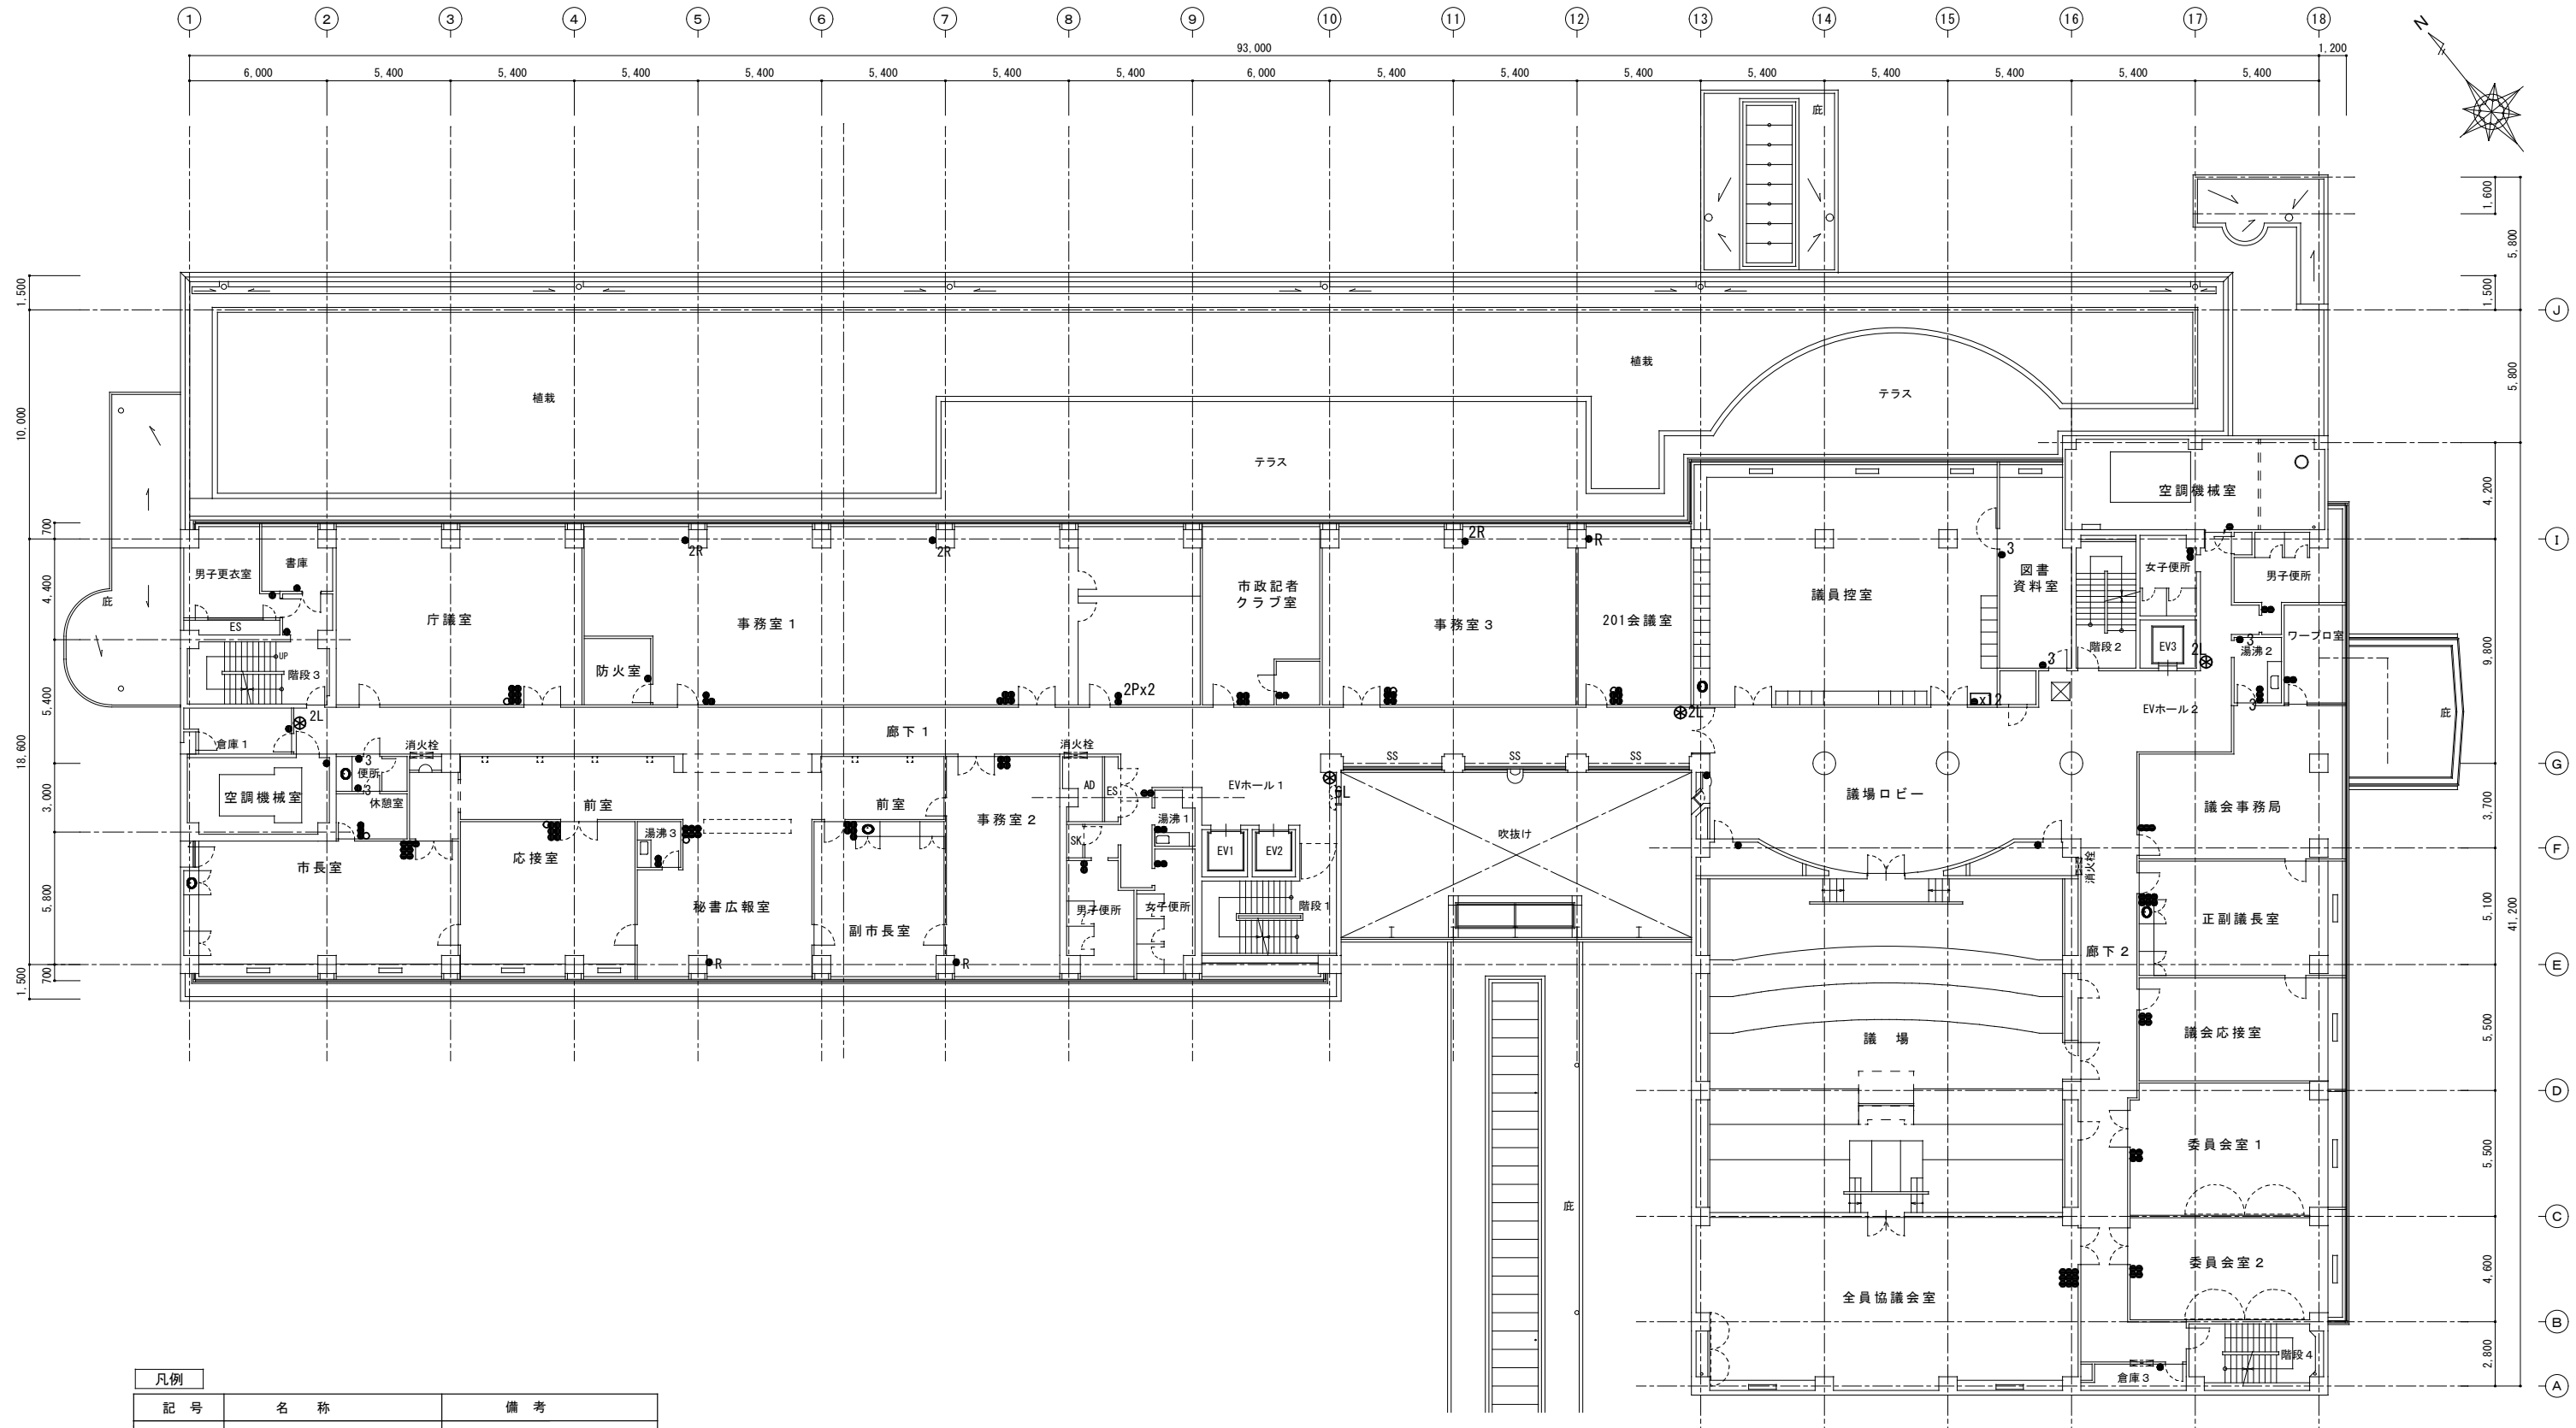 1 2 3 4 5 6 7 8 9 10 11 12 13 14 15 16 17 18
N
93,000 1,200
6,000 5,400 5,400 5,400 5,400 5,400 5,400 5,400 6,000 5,400 5,400 5,400 5,400 5,400 5,400 5,400 5,400
庇
1,600
5,800
1,500
1,500
J
植栽
植栽
テラス
5,800
10,000
テラス
4,200
空調機械室
700
I
2R
2R
2R
R
書庫
男子更衣室
4,400
庇
ES
UP
階段3
庁議室
事務室1
防火室
市政記者
クラブ室
事務室3
201会議室
議員控室
3
図書
資料室
3
女子便所
男子便所
階段2
EV3
2L
3
湯沸2
ワープロ室
3
9,800
5,400
2Px2
x12
2L
2L
EVホール2
庇
倉庫1
廊下1
消火栓
消火栓
SS SS SS
18,600
G
3
便所
3
休憩室
空調機械室
前室
前室
事務室2
AD
ES
EVホール1
6L
議場ロビー
議会事務局
3,000
3,700
湯沸3
湯沸1
SK
EV1 EV2
吹抜け
F
市長室
応接室
消火栓
5,800
秘書広報室
副市長室
男子便所
女子便所
階段1
正副議長室
5,100
41,200
廊下2
R
R
E
700
1,500
議場
議会応接室
5,500
D
委員会室1
5,500
庇
C
委員会室2
4,600
全員協議会室
B
階段4
2,800
倉庫3
A
凡例
記号 名称 備考